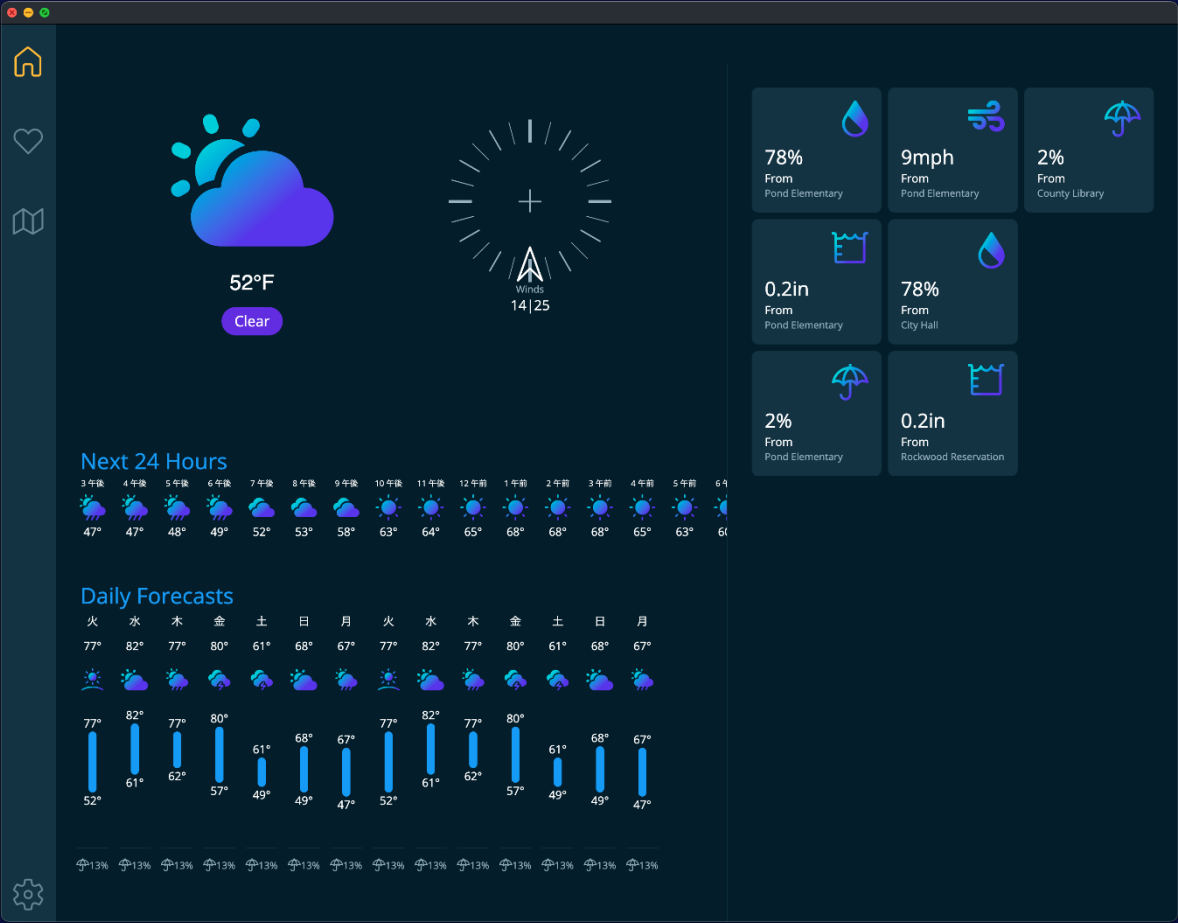 52°F
Clear
Winds
14|25
78%
From
Pond Elementary
9mph
From
Pond Elementary
2%
From
County Library
0.2in
From
Pond Elementary
78%
From
City Hall
2%
From
Pond Elementary
0.2in
From
Rockwood Reservation
Next 24 Hours
3 午後 4 午後 5 午後 6 午後 7 午後 8 午後 9 午後 10 午後 11 午後 12 午前 1 午前 2 午前 3 午前 4 午前 5 午前
47° 47° 48° 49° 52° 53° 58° 63° 64° 65° 68° 68° 68° 65° 63°
Daily Forecasts
火 水 木 金 土 日 月 火 水 木 金 土 日 月
77° 82° 77° 80° 61° 68° 67° 77° 82° 77° 80° 61° 68° 67°
77° 82° 77° 80° 61° 68° 67° 77° 82° 77° 80° 61° 68° 67°
52° 61° 62° 57° 49° 49° 47° 52° 61° 62° 57° 49° 49° 47°
13% 13% 13% 13% 13% 13% 13% 13% 13% 13% 13% 13% 13% 13%